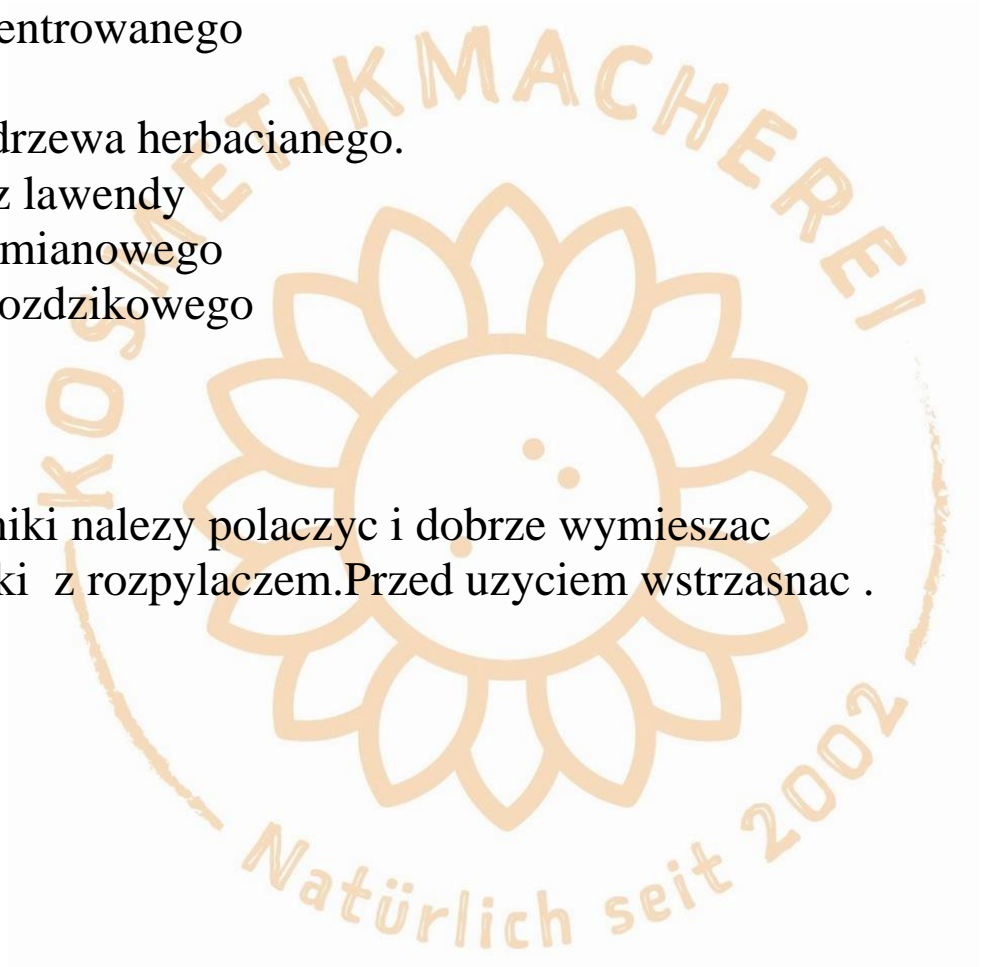 entrowanego
drzewa herbacianego.
z lawendy
mianowego
ozdzikowego
niki nalezy polaczyc i dobrze wymieszac
ki z rozpylaczem.Przed uzyciem wstrzasnac .
KOSMETIKMACHEREI
Natürlich seit 2002